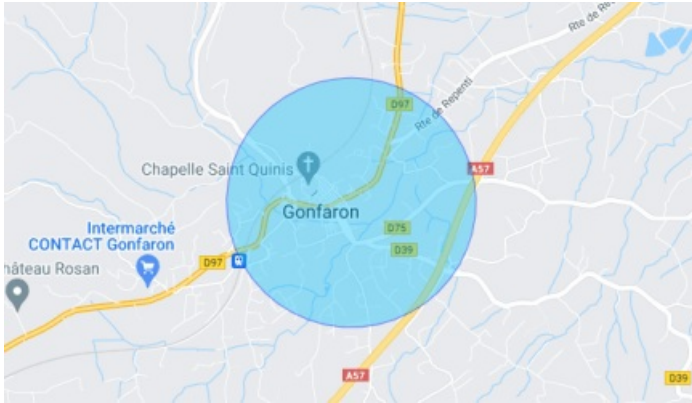 Rte de Repenti
D97
Rte de Repenti
Chapelle Saint Quinis
A57
Gonfaron
Intermarché
CONTACT Gonfaron
D75
D39
hâteau Rosan
D97
A57
D39